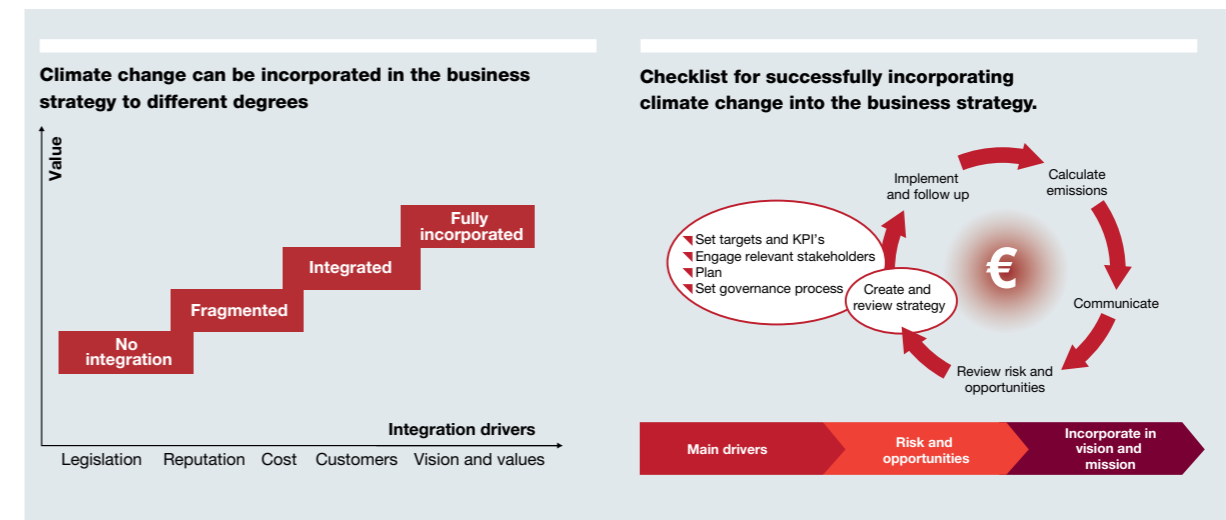 Climate change can be incorporated in the business
strategy to different degrees
Value
Fully
incorporated
Integrated
Fragmented
No
integration
Integration drivers
Legislation Reputation Cost Customers Vision and values
Checklist for successfully incorporating
climate change into the business strategy.
Implement
and follow up
Calculate
emissions
Set targets and KPI's
Engage relevant stakeholders
Plan
Set governance process
€
Create and
review strategy
Communicate
Review risk and
opportunities
Main drivers
Risk and
opportunities
Incorporate in
vision and
mission